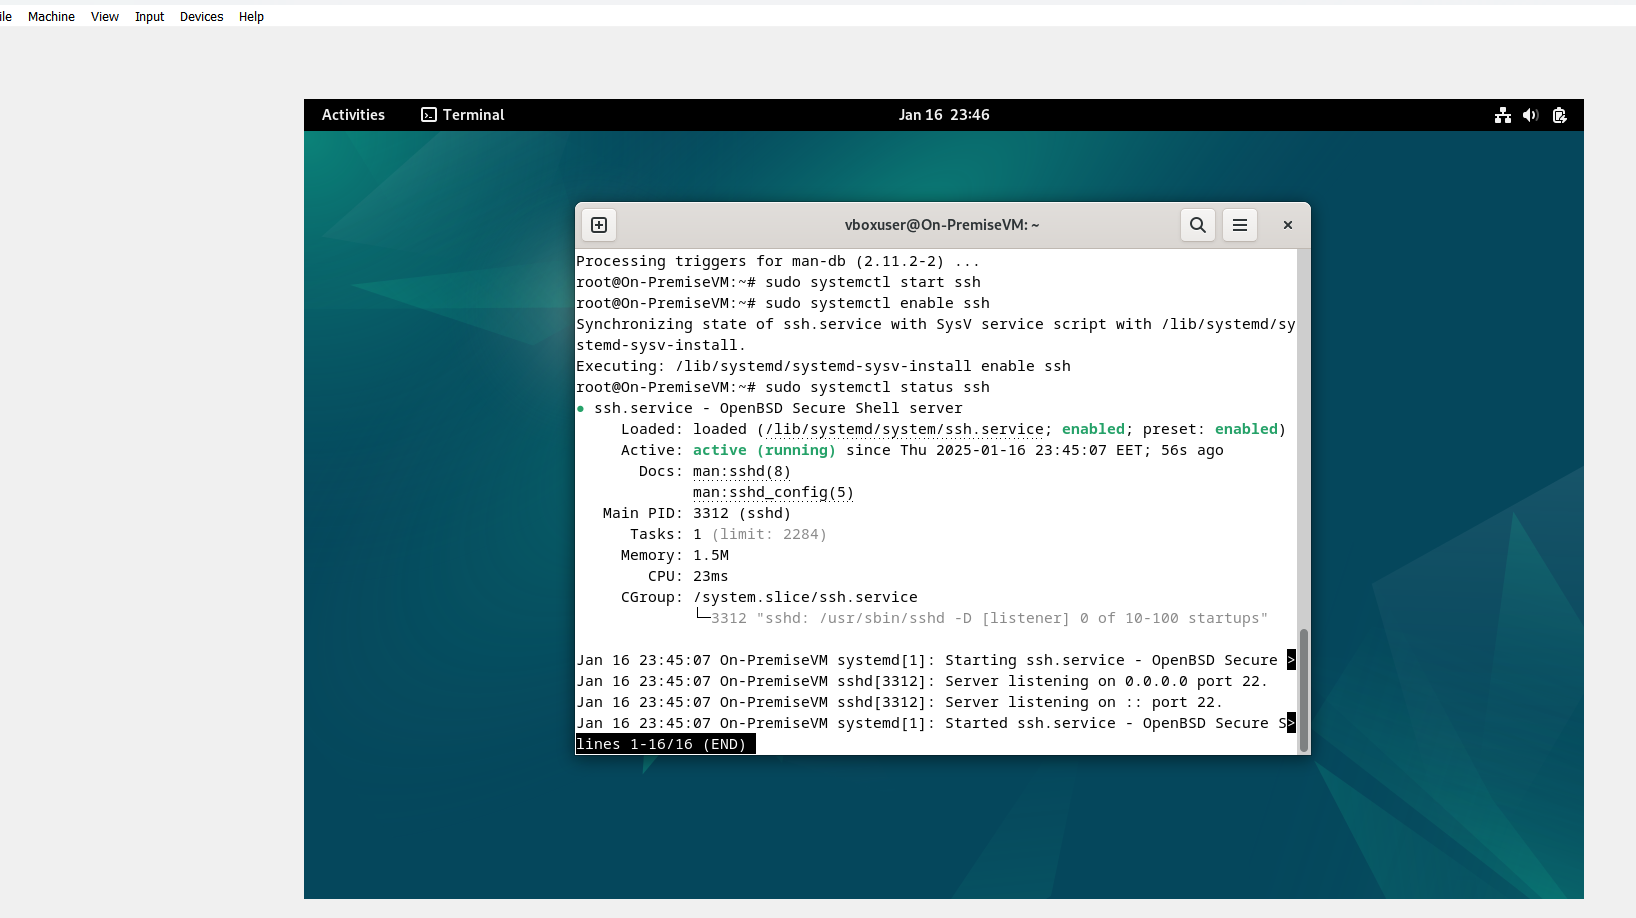 ile Machine View Input Devices Help
Activities Terminal Jan 16 23:46
vboxuser@On-PremiseVM: ~
Processing triggers for man-db (2.11.2-2) ...
root@On-PremiseVM:~# sudo systemctl start ssh
root@On-PremiseVM:~# sudo systemctl enable ssh
Synchronizing state of ssh.service with SysV service script with /lib/systemd/sy
stemd-sysv-install.
Executing: /lib/systemd/systemd-sysv-install enable ssh
root@On-PremiseVM:~# sudo systemctl status ssh
● ssh.service - OpenBSD Secure Shell server
Loaded: loaded (/lib/systemd/system/ssh.service; enabled; preset: enabled)
Active: active (running) since Thu 2025-01-16 23:45:07 EET; 56s ago
Docs: man:sshd(8)
man:sshd_config(5)
Main PID: 3312 (sshd)
Tasks: 1 (limit: 2284)
Memory: 1.5M
CPU: 23ms
CGroup: /system.slice/ssh.service
└─3312 "sshd: /usr/sbin/sshd -D [listener] 0 of 10-100 startups"
Jan 16 23:45:07 On-PremiseVM systemd[1]: Starting ssh.service - OpenBSD Secure >
Jan 16 23:45:07 On-PremiseVM sshd[3312]: Server listening on 0.0.0.0 port 22.
Jan 16 23:45:07 On-PremiseVM sshd[3312]: Server listening on :: port 22.
Jan 16 23:45:07 On-PremiseVM systemd[1]: Started ssh.service - OpenBSD Secure S>
lines 1-16/16 (END)